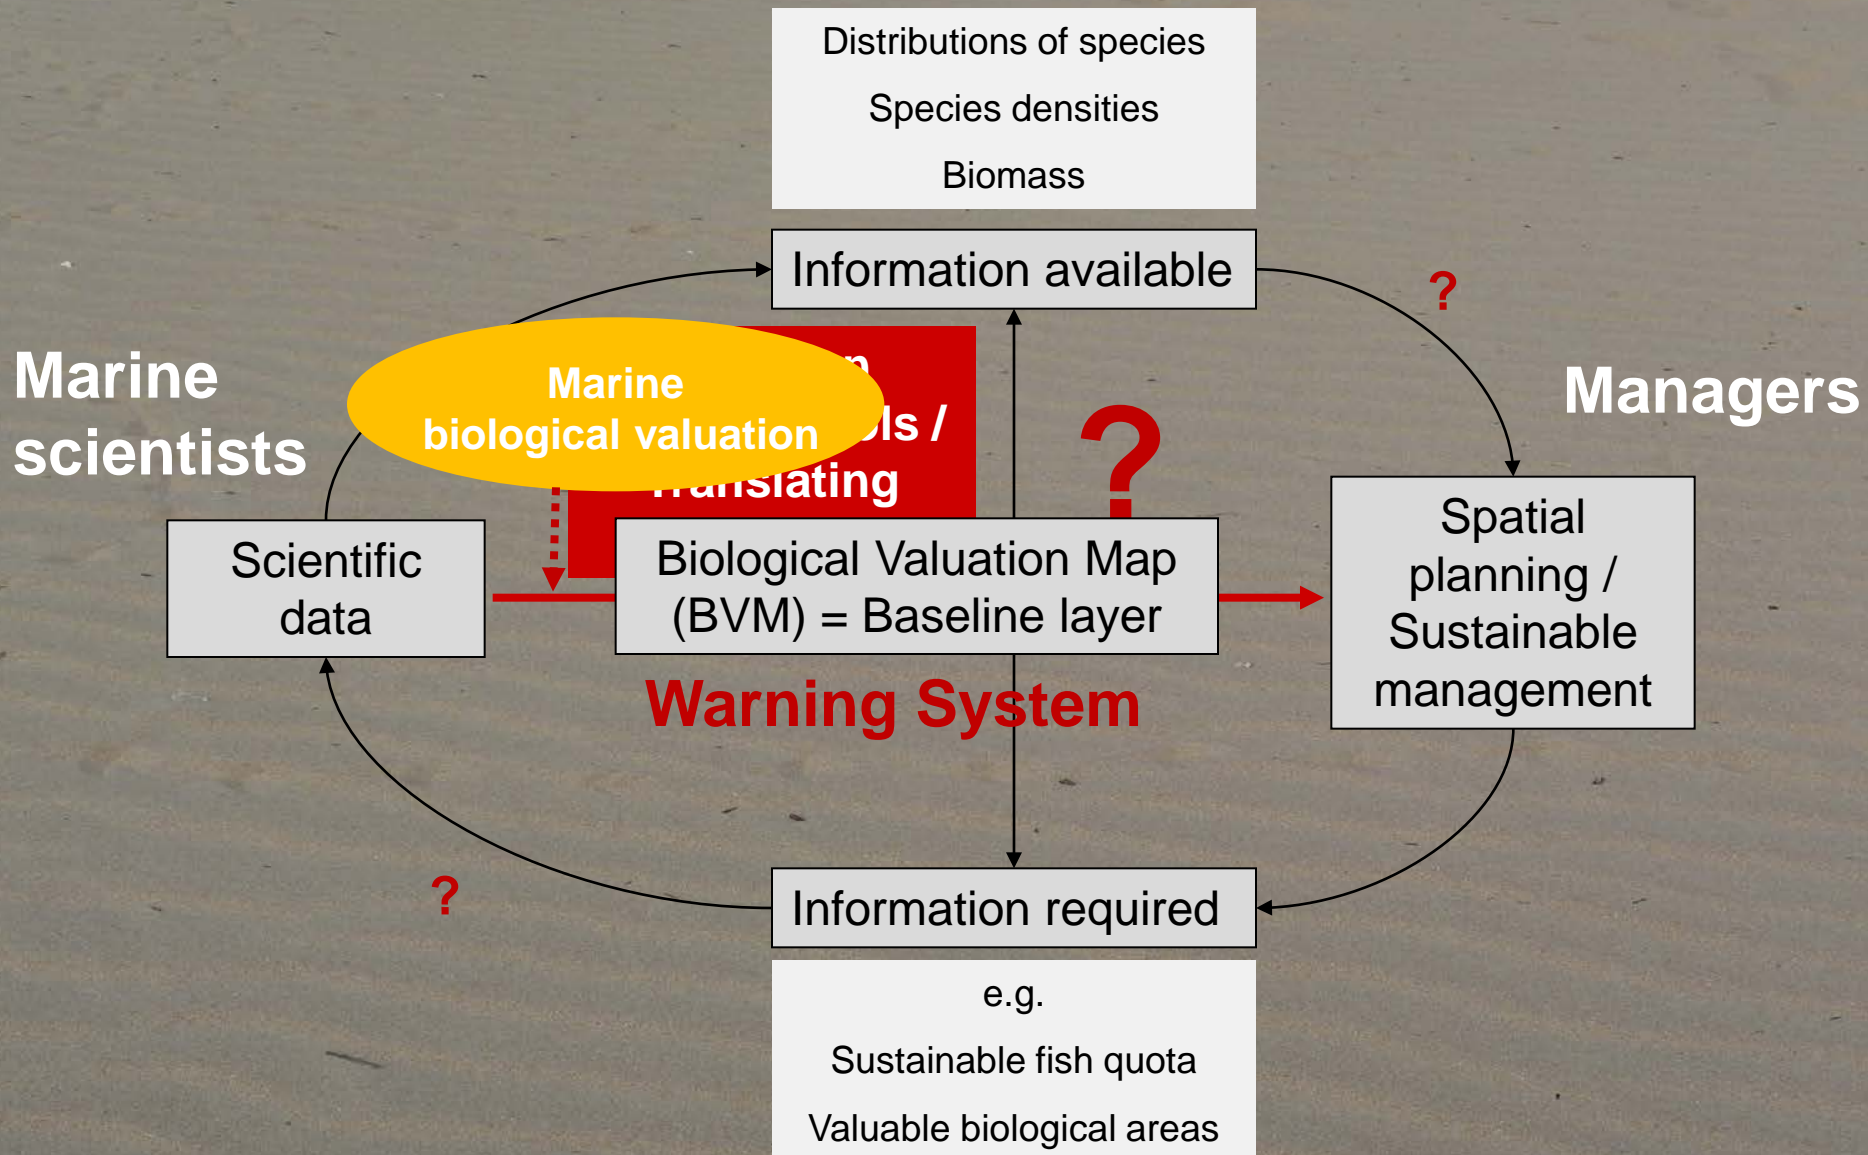 Distributions of species
Species densities
Biomass
Information available
?
Marine
scientists
Marine
biological valuation
/
Translating
?
Managers
Scientific
data
Biological Valuation Map
(BVM) = Baseline layer
Spatial
planning /
Sustainable
management
Warning System
?
Information required
e.g.
Sustainable fish quota
Valuable biological areas